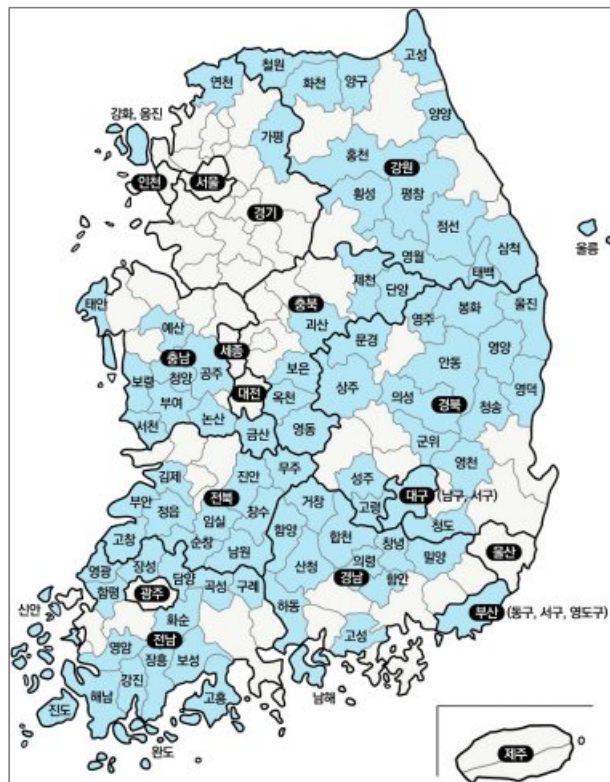 고성
철원
연천
화천
양구
강화, 옹진
양양
가평
홍천
강원
인천
서울
횡성
평창
경기
정선
울릉
삼척
영월
태백
제천
충북
단양
태안
봉화
울진
예산
괴산
영주
문경
세종
충남
영양
안동
공주
보은
보령
청양
대전
상주
의성
경북
영덕
부여
옥천
청송
서천
논산
금산
영동
군위
영천
무주
성주
김제
진안
전북
거창
대구
(남구, 서구)
부안
정읍
임실
장수
함양
고령
청도
합천
창녕
고창
순창
남원
의령
밀양
울산
산청
경남
함안
영광
장성
담양
곡성
구례
함평
광주
신안
하동
부산
(동구, 서구, 영도구)
화순
고성
전남
영암
장흥
보성
강진
해남
고흥
남해
진도
완도
제주